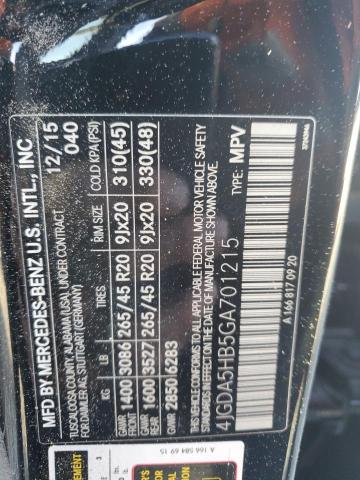 MFD BY MERCEDES-BENZ U.S. INTL., INC
TUSCALOOSA COUNTY, ALABAMA (USA), UNDER CONTRACT
FOR DAIMLER AG, STUTTGART/GERMANY
12/15
040
KG LB TIRES RIM SIZE COLD KPA(PSI)
GAWR FRONT 1400 3086 265/45 R20 9Jx20 310(45)
GAWR REAR 1600 3527 265/45 R20 9Jx20 330(48)
GVWR 2850 6283
THIS VEHICLE CONFORMS TO ALL APPLICABLE FEDERAL MOTOR VEHICLE SAFETY
STANDARDS IN EFFECT ON THE DATE OF MANUFACTURE SHOWN ABOVE.
4JGDA5HB5GA701215 TYPE: MPV
A 166 817 09 20
A 166 584 69 15